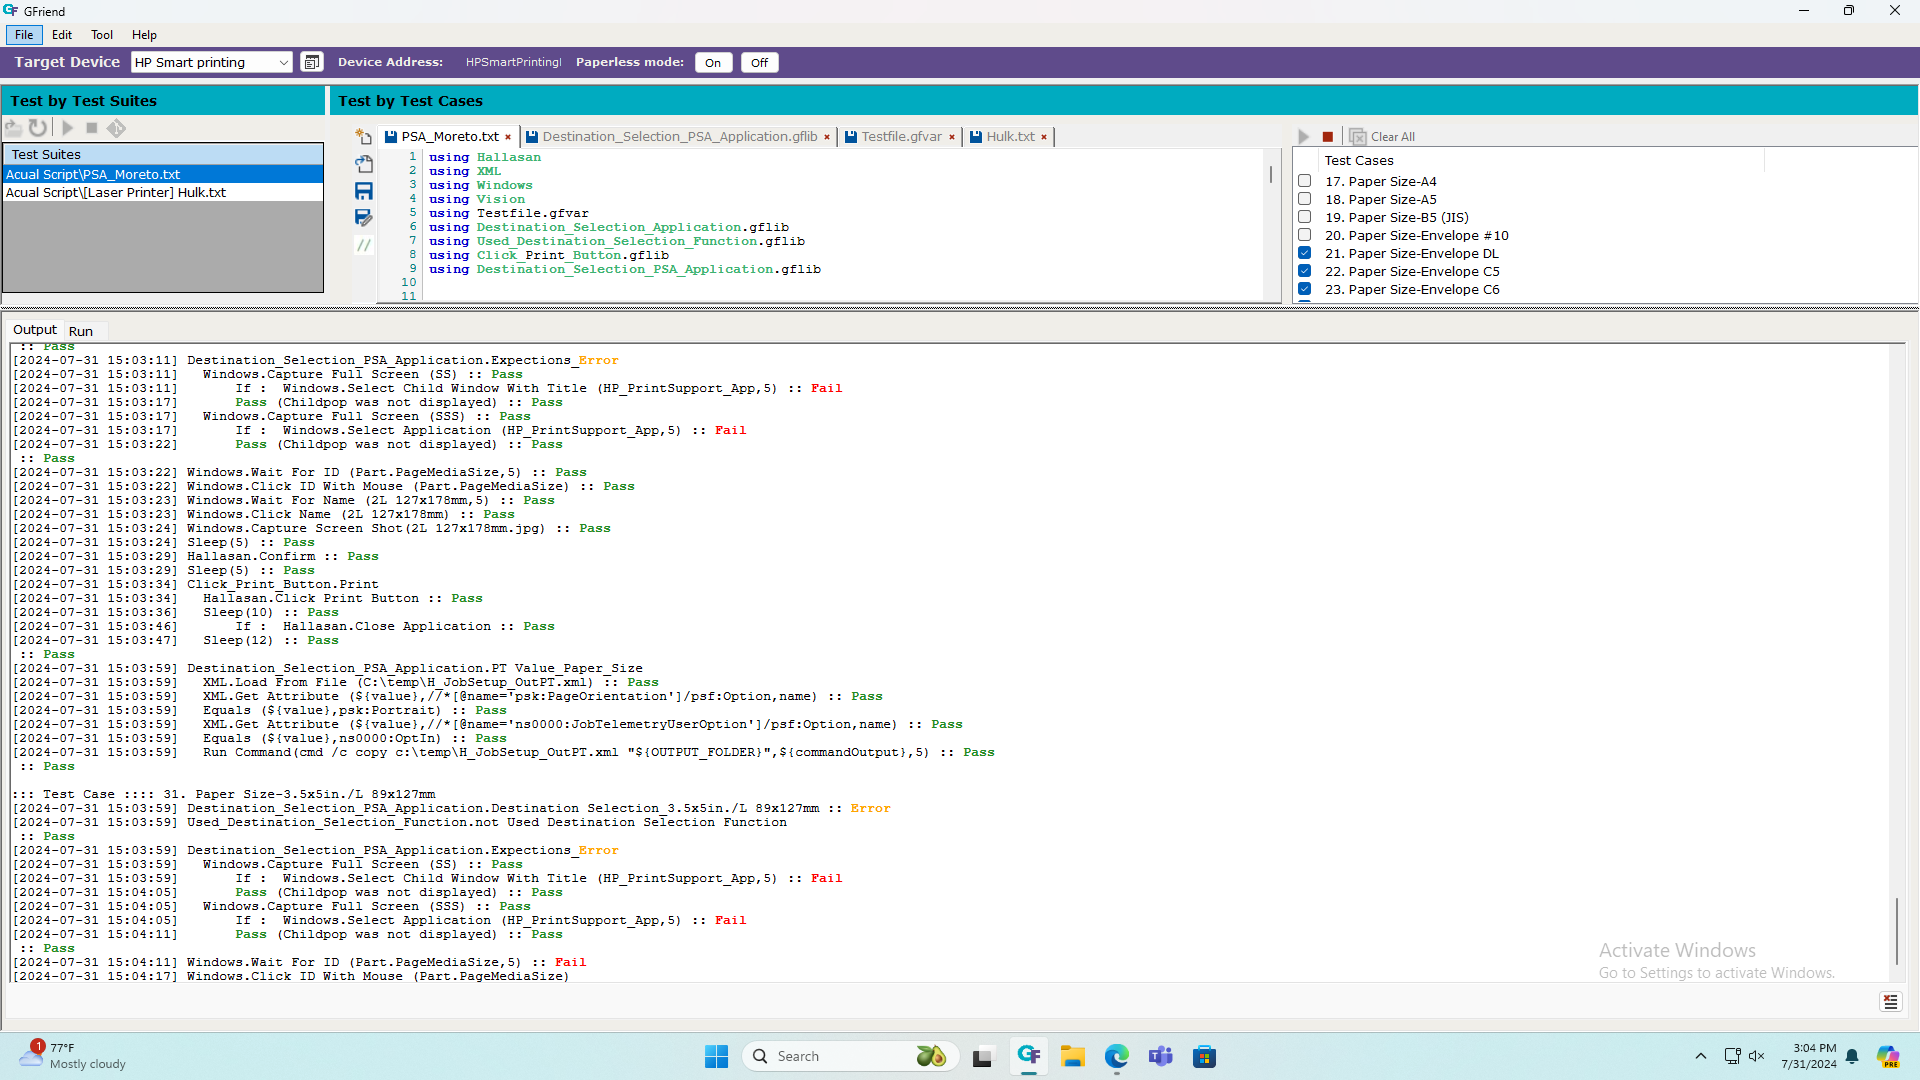 GFriend
File Edit Tool Help
Target Device HP Smart printing Device Address: HPSmartPrintingI Paperless mode: On Off
Test by Test Suites
Test by Test Cases
Test Suites
Acual Script\PSA_Moreto.txt
Acual Script\[Laser Printer] Hulk.txt
PSA_Moreto.txt × Destination_Selection_PSA_Application.gflib × Testfile.gfvar × Hulk.txt ×
1 using Hallasan
2 using XML
3 using Windows
4 using Vision
5 using Testfile.gfvar
6 using Destination_Selection_Application.gflib
7 using Used_Destination_Selection_Function.gflib
8 using Click_Print_Button.gflib
9 using Destination_Selection_PSA_Application.gflib
10
11
Clear All
Test Cases
17. Paper Size-A4
18. Paper Size-A5
19. Paper Size-B5 (JIS)
20. Paper Size-Envelope #10
21. Paper Size-Envelope DL
22. Paper Size-Envelope C5
23. Paper Size-Envelope C6
Output Run
:: Pass
[2024-07-31 15:03:11] Destination_Selection_PSA_Application.Expections_Error
[2024-07-31 15:03:11] Windows.Capture Full Screen (SS) :: Pass
[2024-07-31 15:03:11] If : Windows.Select Child Window With Title (HP_PrintSupport_App,5) :: Fail
[2024-07-31 15:03:17] Pass (Childpop was not displayed) :: Pass
[2024-07-31 15:03:17] Windows.Capture Full Screen (SSS) :: Pass
[2024-07-31 15:03:17] If : Windows.Select Application (HP_PrintSupport_App,5) :: Fail
[2024-07-31 15:03:22] Pass (Childpop was not displayed) :: Pass
:: Pass
[2024-07-31 15:03:22] Windows.Wait For ID (Part.PageMediaSize,5) :: Pass
[2024-07-31 15:03:22] Windows.Click ID With Mouse (Part.PageMediaSize) :: Pass
[2024-07-31 15:03:23] Windows.Wait For Name (2L 127x178mm,5) :: Pass
[2024-07-31 15:03:23] Windows.Click Name (2L 127x178mm) :: Pass
[2024-07-31 15:03:24] Windows.Capture Screen Shot(2L 127x178mm.jpg) :: Pass
[2024-07-31 15:03:24] Sleep(5) :: Pass
[2024-07-31 15:03:29] Hallasan.Confirm :: Pass
[2024-07-31 15:03:29] Sleep(5) :: Pass
[2024-07-31 15:03:34] Click_Print_Button.Print
[2024-07-31 15:03:34] Hallasan.Click Print Button :: Pass
[2024-07-31 15:03:36] Sleep(10) :: Pass
[2024-07-31 15:03:46] If : Hallasan.Close Application :: Pass
[2024-07-31 15:03:47] Sleep(12) :: Pass
:: Pass
[2024-07-31 15:03:59] Destination_Selection_PSA_Application.PT Value_Paper_Size
[2024-07-31 15:03:59] XML.Load From File (C:\temp\H_JobSetup_OutPT.xml) :: Pass
[2024-07-31 15:03:59] XML.Get Attribute (${value},//*[@name='psk:PageOrientation']/psf:Option,name) :: Pass
[2024-07-31 15:03:59] Equals (${value},psk:Portrait) :: Pass
[2024-07-31 15:03:59] XML.Get Attribute (${value},//*[@name='ns0000:JobTelemetryUserOption']/psf:Option,name) :: Pass
[2024-07-31 15:03:59] Equals (${value},ns0000:OptIn) :: Pass
[2024-07-31 15:03:59] Run Command(cmd /c copy c:\temp\H_JobSetup_OutPT.xml "${OUTPUT_FOLDER}",${commandOutput},5) :: Pass
:: Pass
::: Test Case :::: 31. Paper Size-3.5x5in./L 89x127mm
[2024-07-31 15:03:59] Destination_Selection_PSA_Application.Destination Selection_3.5x5in./L 89x127mm :: Error
[2024-07-31 15:03:59] Used_Destination_Selection_Function.not Used Destination Selection Function
:: Pass
[2024-07-31 15:03:59] Destination_Selection_PSA_Application.Expections_Error
[2024-07-31 15:03:59] Windows.Capture Full Screen (SS) :: Pass
[2024-07-31 15:03:59] If : Windows.Select Child Window With Title (HP_PrintSupport_App,5) :: Fail
[2024-07-31 15:04:05] Pass (Childpop was not displayed) :: Pass
[2024-07-31 15:04:05] Windows.Capture Full Screen (SSS) :: Pass
[2024-07-31 15:04:05] If : Windows.Select Application (HP_PrintSupport_App,5) :: Fail
[2024-07-31 15:04:11] Pass (Childpop was not displayed) :: Pass
:: Pass
[2024-07-31 15:04:11] Windows.Wait For ID (Part.PageMediaSize,5) :: Fail
[2024-07-31 15:04:17] Windows.Click ID With Mouse (Part.PageMediaSize)
Activate Windows
Go to Settings to activate Windows.
1
77°F
Mostly cloudy
Search
3:04 PM
7/31/2024
PRE